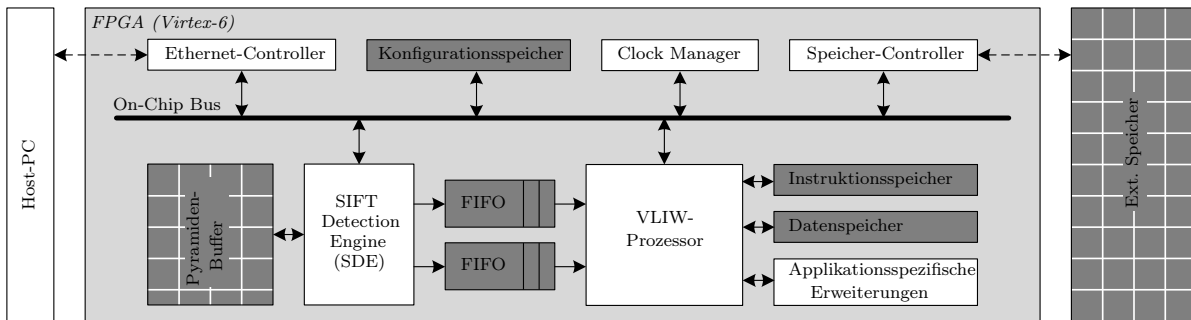 FPGA (Virtex-6)
Host-PC
Ethernet-Controller
Konfigurationsspeicher
Clock Manager
Speicher-Controller
On-Chip Bus
Pyramiden-
Buffer
SIFT
Detection
Engine
(SDE)
FIFO
FIFO
VLIW-
Prozessor
Instruktionsspeicher
Datenspeicher
Applikationsspezifische
Erweiterungen
Ext. Speicher